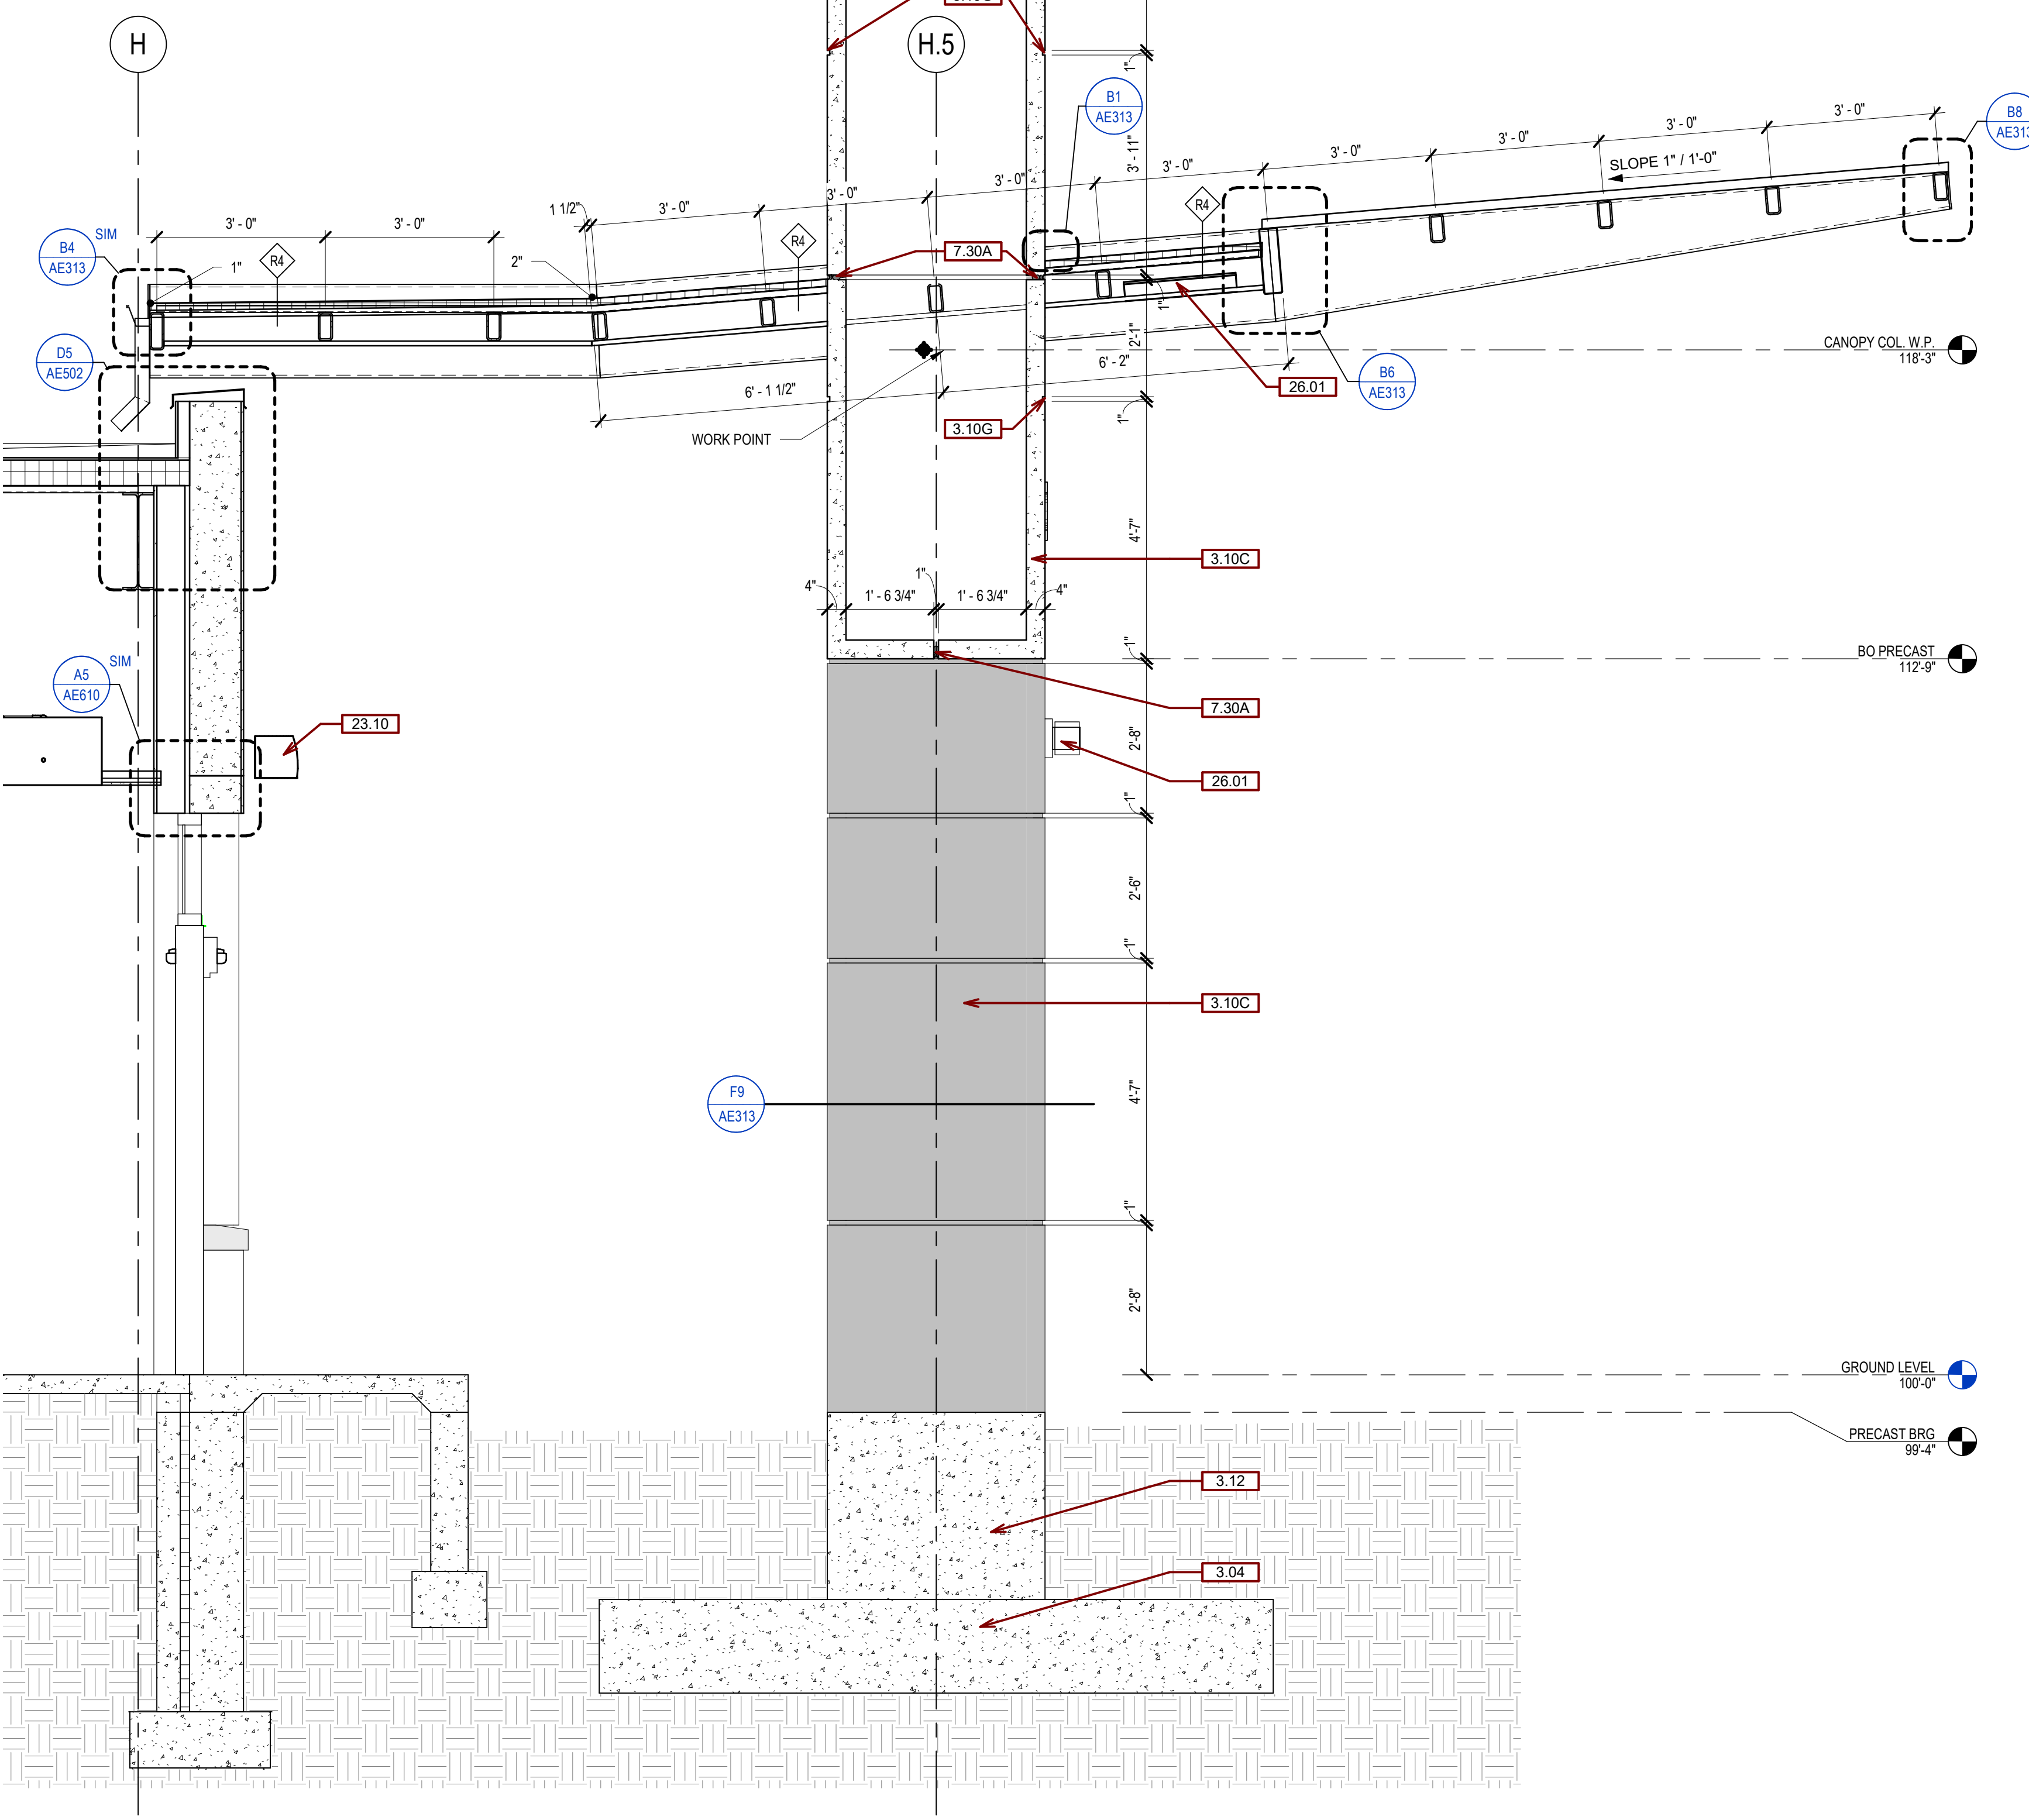 H
H.5
1"
B1
AE313
3' - 11"
3' - 0"
3' - 0"
3' - 0"
3' - 0"
3' - 0"
3' - 0"
3' - 0"
3' - 0"
SLOPE 1" / 1'-0"
B8
1 1/2"
3' - 0"
3' - 0"
R4
R4
R4
B4
AE313
SIM
1"
2"
7.30A
1"
2'-1"
D5
AE502
CANOPY COL. W.P.
118'-3"
6' - 2"
6' - 1 1/2"
26.01
B6
AE313
WORK POINT
3.10G
1"
4'-7"
3.10C
4"
1' - 6 3/4"
1"
1' - 6 3/4"
4"
1"
BO PRECAST
112'-9"
A5
AE610
SIM
23.10
7.30A
2'-8"
26.01
1"
2'-6"
1"
3.10C
F9
AE313
4'-7"
1"
2'-8"
GROUND LEVEL
100'-0"
PRECAST BRG
99'-4"
3.12
3.04